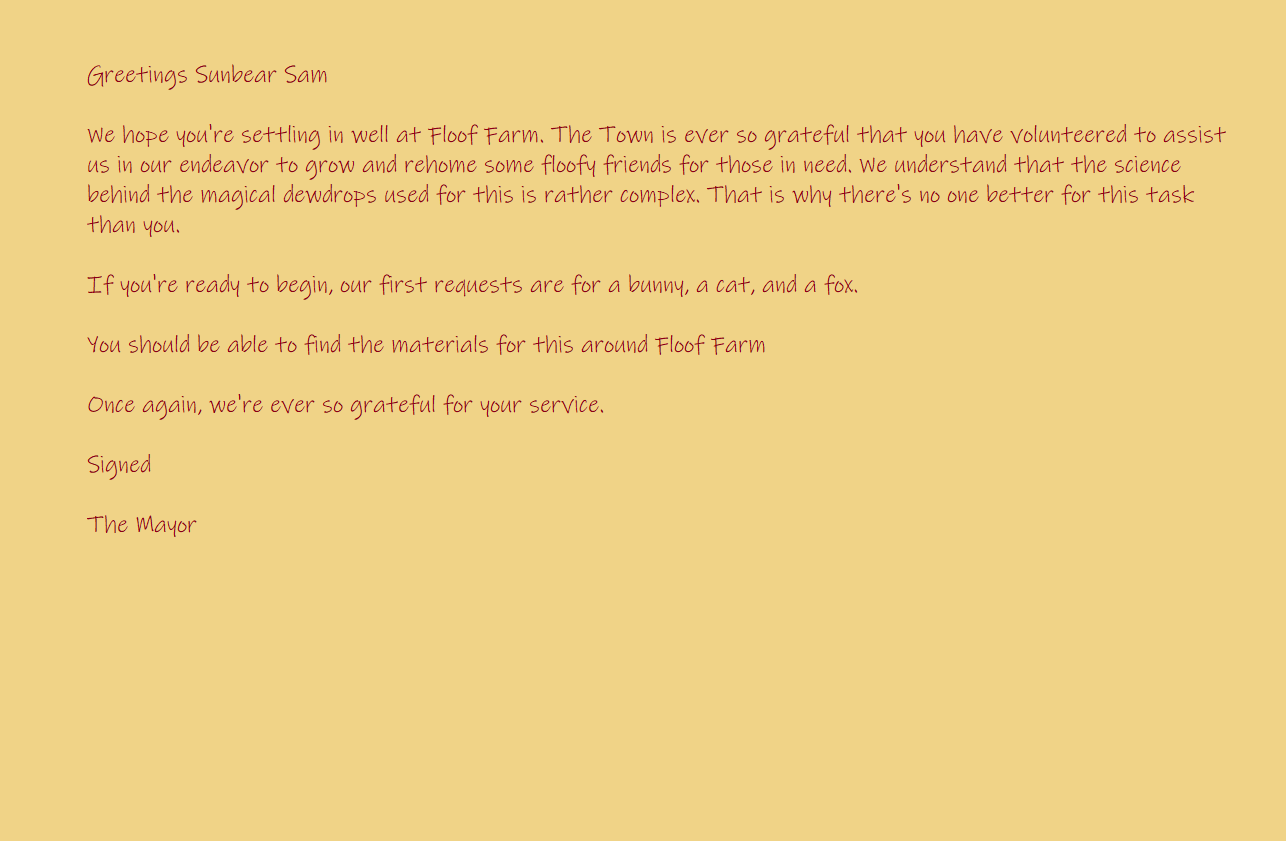 Greetings Sunbear Sam
We hope you're settling in well at Floof Farm. The Town is ever so grateful that you have volunteered to assist
us in our endeavor to grow and rehome some floofy friends for those in need. We understand that the science
behind the magical dewdrops used for this is rather complex. That is why there's no one better for this task
than you.
If you're ready to begin, our first requests are for a bunny, a cat, and a fox.
You should be able to find the materials for this around Floof Farm
Once again, we're ever so grateful for your service.
Signed
The Mayor